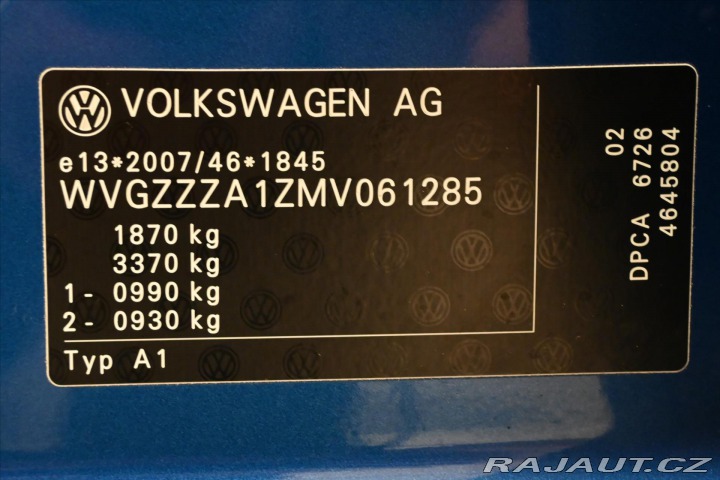 VOLKSWAGEN AG
e13*2007/46*1845
WVGZZZA1ZMV061285
1870 kg
3370 kg
1- 0990 kg
2- 0930 kg
Typ A1
02
DPCA 6726
4645804
RAJAUT.CZ